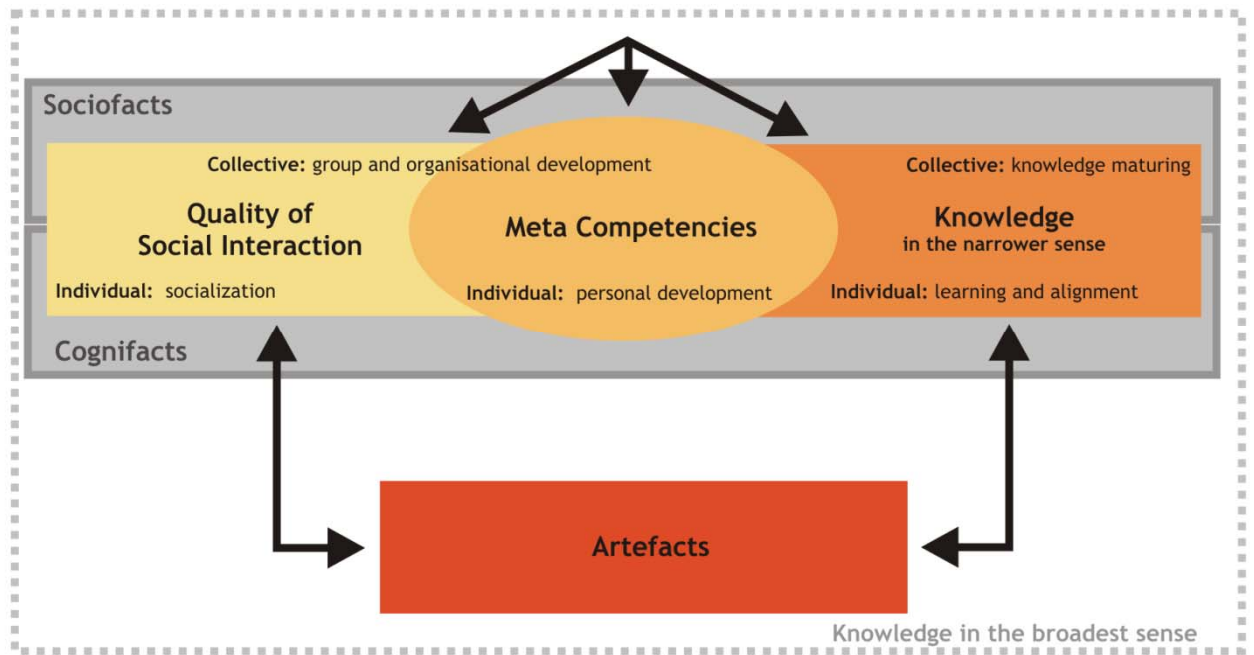 Sociofacts
Collective: group and organisational development
Collective: knowledge maturing
Quality of
Social Interaction
Meta Competencies
Knowledge
in the narrower sense
Individual: socialization
Individual: personal development
Individual: learning and alignment
Cognifacts
Artefacts
Knowledge in the broadest sense